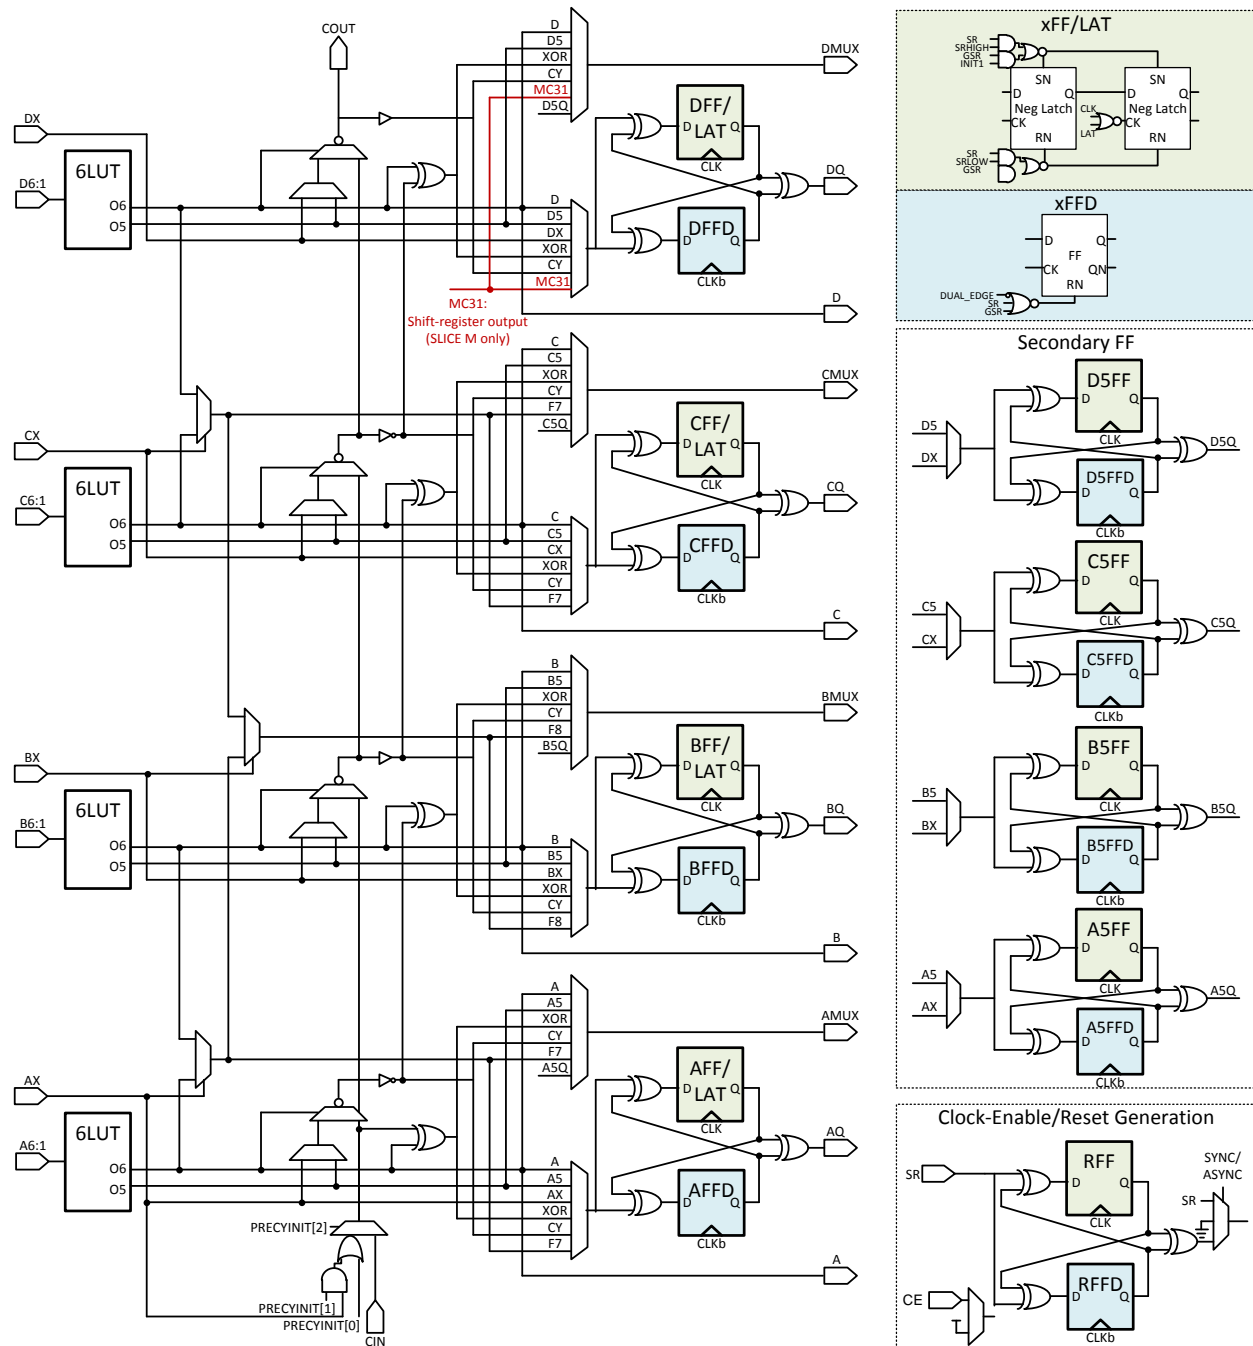 COUT
DX
6LUT
D6:1
O6
O5
D
D5
XOR
CY
MC31
D5Q
DMUX
D
D5
DX
XOR
CY
MC31
MC31:
Shift-register output
(SLICE M only)
DFF/
LAT
D
Q
CLK
DQ
DFFD
D
Q
CLKb
D
CX
6LUT
C6:1
O6
O5
C
C5
XOR
CY
F7
C5Q
CMUX
C
C5
CX
XOR
CY
F7
CFF/
LAT
D
Q
CLK
CQ
CFFD
D
Q
CLKb
C
BX
6LUT
B6:1
O6
O5
B
B5
XOR
CY
F8
B5Q
BMUX
B
B5
BX
XOR
CY
F8
BFF/
LAT
D
Q
CLK
BQ
BFFD
D
Q
CLKb
B
AX
6LUT
A6:1
O6
O5
A
A5
XOR
CY
F7
A5Q
AMUX
A
A5
AX
XOR
CY
F7
AFF/
LAT
D
Q
CLK
AQ
AFFD
D
Q
CLKb
A
PRECYINIT[2]
PRECYINIT[1]
PRECYINIT[0]
CIN
xFF/LAT
SR
SRHIGH
GSR
INIT1
SN
D
Q
Neg Latch
CK
RN
CLK
LAT
SN
D
Q
Neg Latch
CK
RN
SR
SRLOW
GSR
xFFD
D
Q
FF
CK
QN
RN
DUAL_EDGE
SR
GSR
Secondary FF
D5
DX
D5FF
D
Q
CLK
D5FFD
D
Q
CLKb
D5Q
C5
CX
C5FF
D
Q
CLK
C5FFD
D
Q
CLKb
C5Q
B5
BX
B5FF
D
Q
CLK
B5FFD
D
Q
CLKb
B5Q
A5
AX
A5FF
D
Q
CLK
A5FFD
D
Q
CLKb
A5Q
Clock-Enable/Reset Generation
SR
RFF
D
Q
CLK
SYNC/
ASYNC
SR
CE
RFFD
D
Q
CLKb